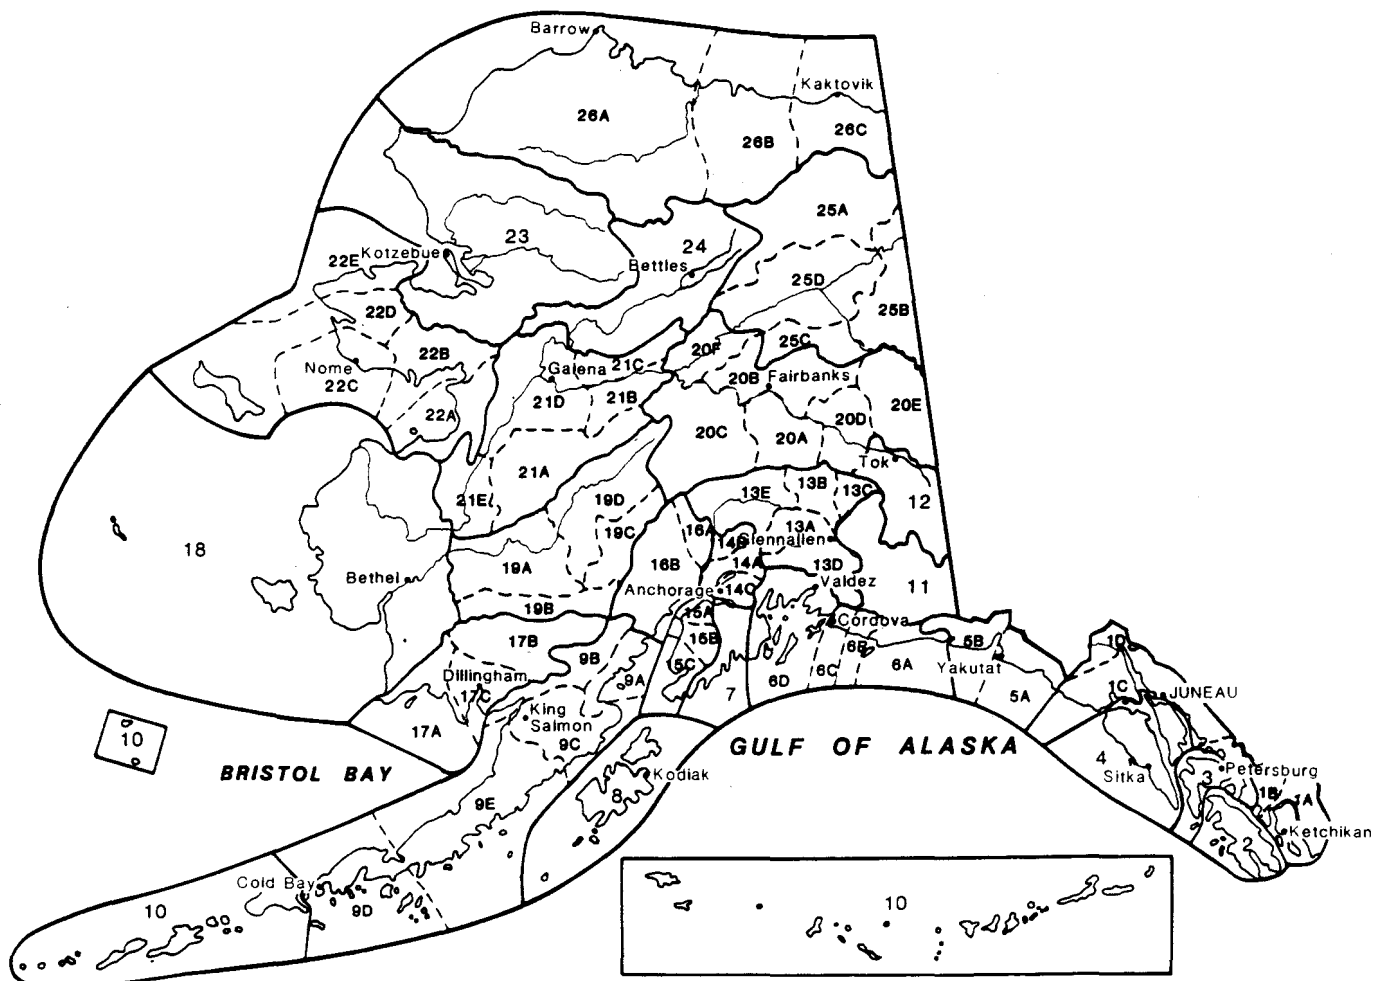 Barrow
Kaktovik
26A
26B
26C
25A
23
24
Kotzebue
22E
Bettles
25D
22D
25B
22B
25C
20F
Nome
22C
Galena
21C
20B
Fairbanks
21D
21B
22A
20E
20D
20C
20A
Tok
21A
21E
19D
13E
13B
13C
12
18
19C
16A
13A
14B
Glennallen
Bethel
19A
16B
14A
13D
11
Anchorage
14C
Valdez
19B
15A
Cordova
17B
15B
6B
5B
1D
9B
15C
6A
Yakutat
Dillingham
17C
9A
7
6D
6C
5A
1C
JUNEAU
King
Salmon
17A
9C
10
BRISTOL BAY
GULF OF ALASKA
4
Sitka
3
Petersburg
Kodiak
8
9E
1B
1A
Ketchikan
2
Cold Bay
10
9D
10